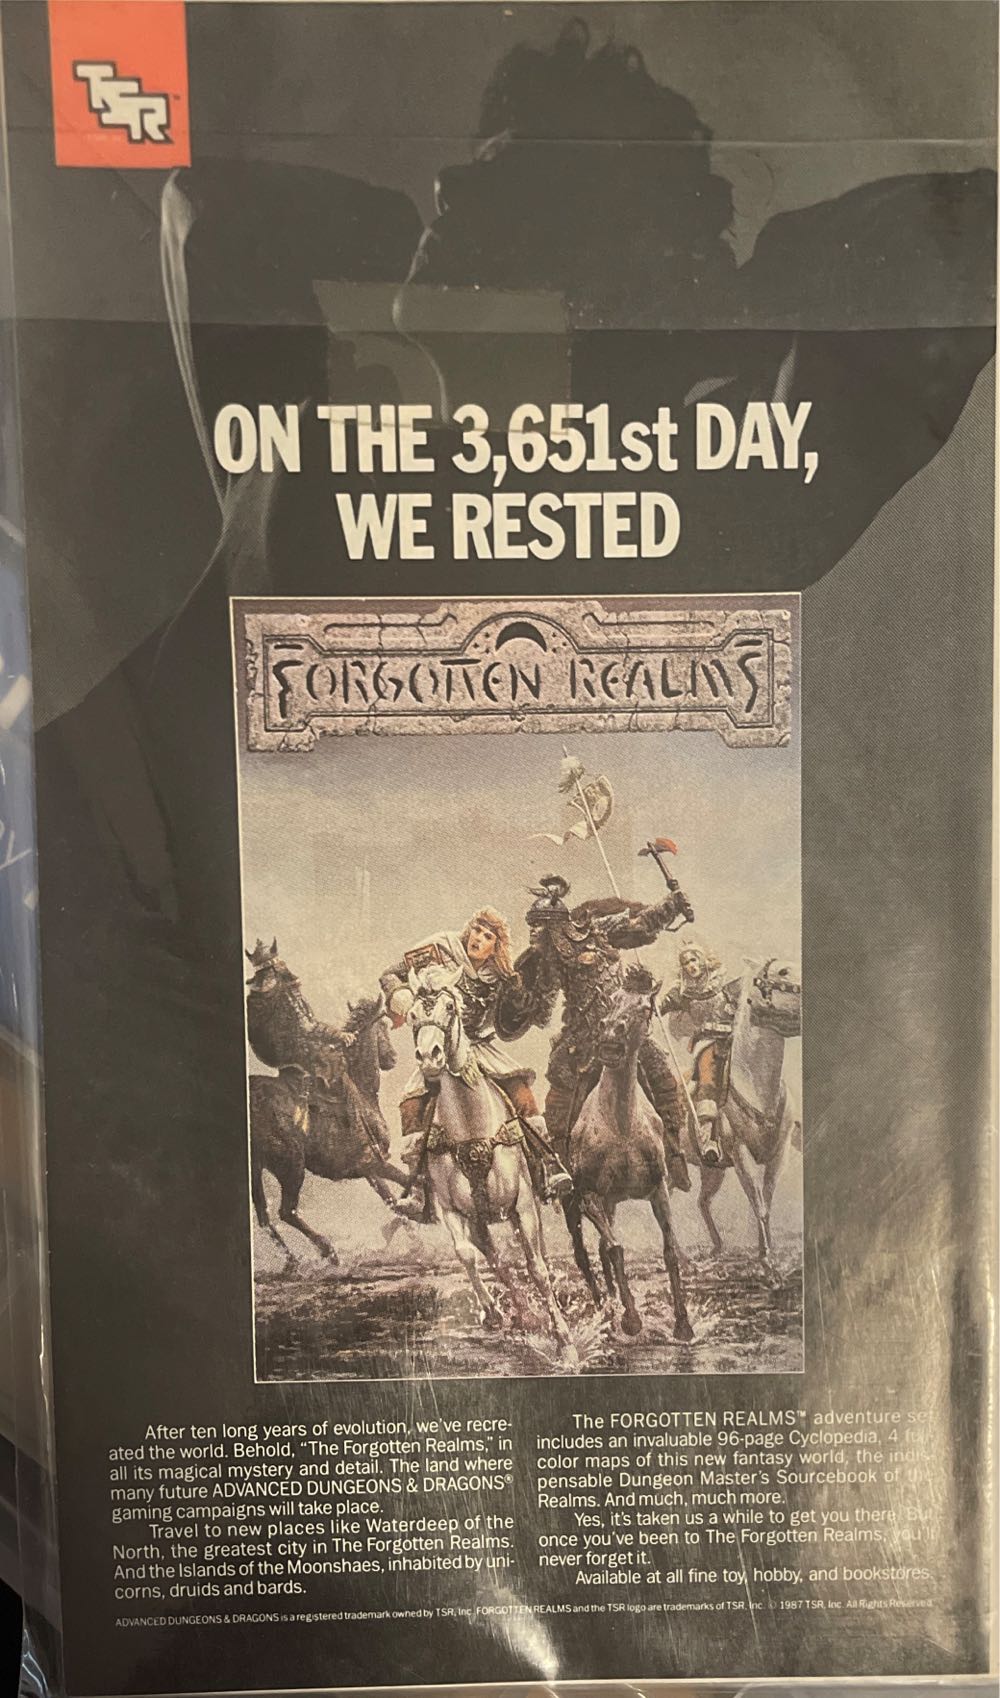 TSR™
ON THE 3,651st DAY,
WE RESTED
FORGOTTEN REALMS
After ten long years of evolution, we've recre-
ated the world. Behold, "The Forgotten Realms," in
all its magical mystery and detail. The land where
many future ADVANCED DUNGEONS & DRAGONS®
gaming campaigns will take place.
Travel to new places like Waterdeep of the
North, the greatest city in The Forgotten Realms.
And the Islands of the Moonshaes, inhabited by uni-
corns, druids and bards.
The FORGOTTEN REALMS™ adventure set
includes an invaluable 96-page Cyclopedia, 4 full
color maps of this new fantasy world, the indis-
pensable Dungeon Master's Sourcebook of the
Realms. And much, much more.
Yes, it's taken us a while to get you there. But
once you've been to The Forgotten Realms, you'll
never forget it.
Available at all fine toy, hobby, and bookstores.
ADVANCED DUNGEONS & DRAGONS is a registered trademark owned by TSR, Inc. FORGOTTEN REALMS and the TSR logo are trademarks of TSR, Inc. © 1987 TSR, Inc. All Rights Reserved.